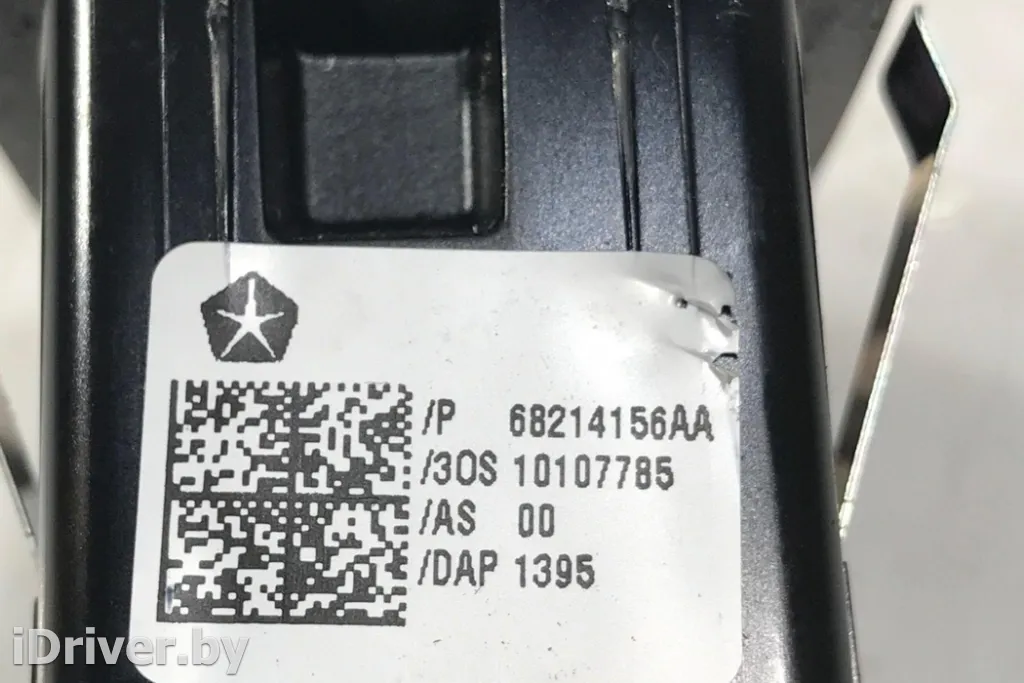 /P 68214156AA
/3OS 10107785
/AS 00
/DAP 1395
iDriver.by